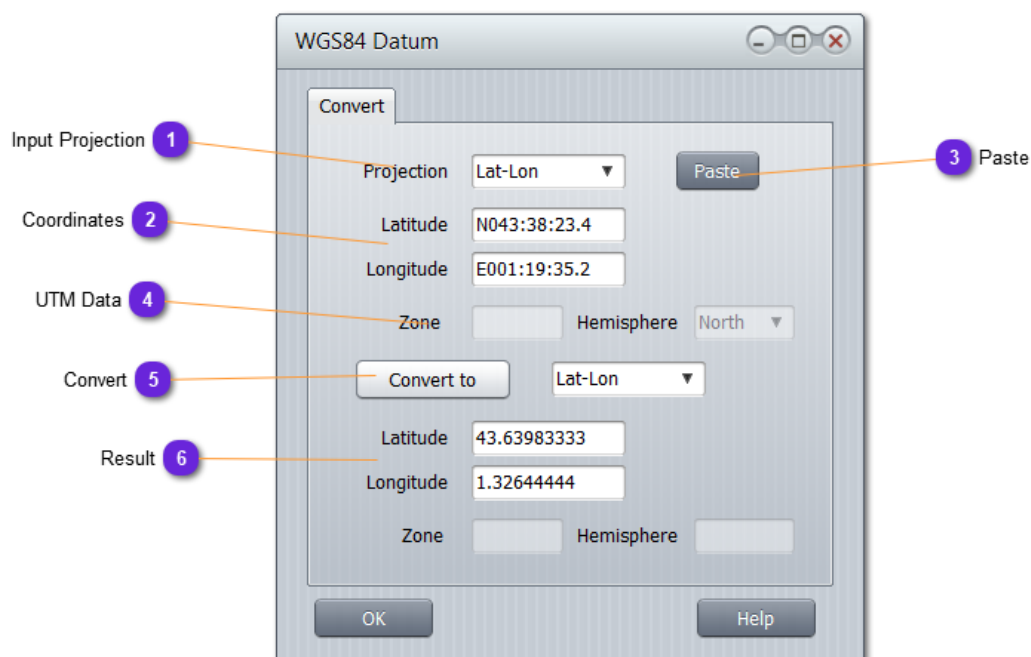 WGS84 Datum
Convert
Input Projection 1
Projection Lat-Lon Paste
3 Paste
Coordinates 2
Latitude N043:38:23.4
Longitude E001:19:35.2
UTM Data 4
Zone Hemisphere North
Convert 5
Convert to Lat-Lon
Latitude 43.63983333
Result 6
Longitude 1.32644444
Zone Hemisphere
OK Help